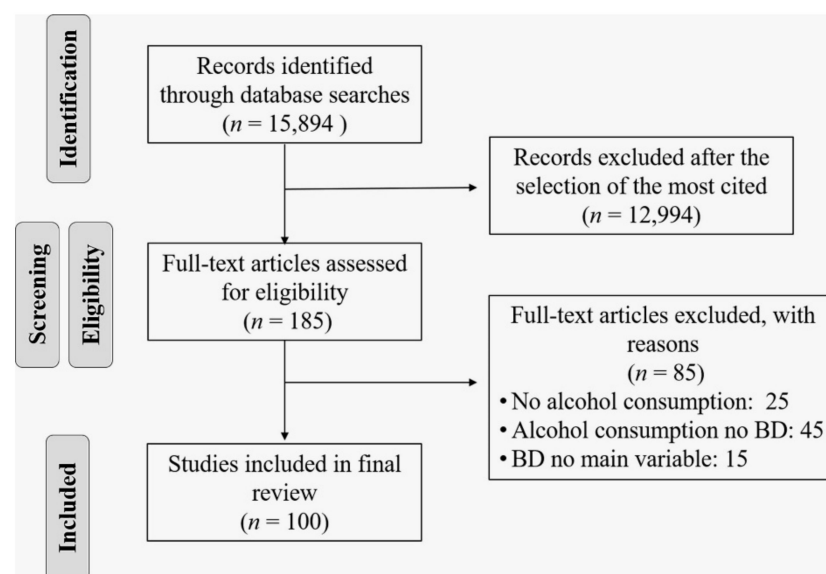 Identification
Records identified
through database searches
(n = 15,894 )
Records excluded after the
selection of the most cited
(n = 12,994)
Screening
Eligibility
Full-text articles assessed
for eligibility
(n = 185)
Full-text articles excluded, with
reasons
(n = 85)
• No alcohol consumption: 25
• Alcohol consumption no BD: 45
• BD no main variable: 15
Included
Studies included in final
review
(n = 100)